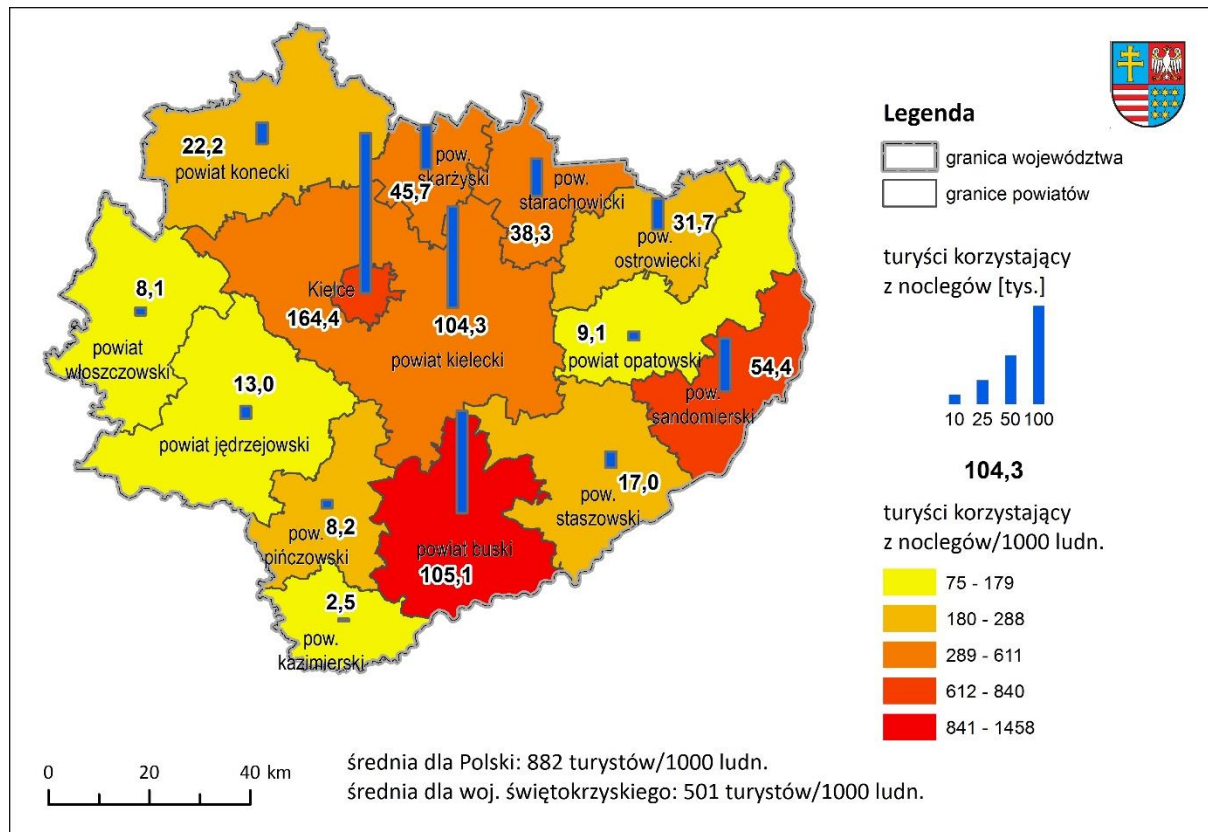 22,2
powiat konecki
45,7
pow.
skarżyski
pow.
starachowicki
38,3
31,7
pow.
ostrowiecki
8,1
powiat
włoszczowski
Kielce
164,4
104,3
powiat kielecki
9,1
powiat opatowski
54,4
pow.
sandomierski
13,0
powiat jędrzejowski
8,2
pow.
pińczowski
powiat buski
105,1
17,0
pow.
staszowski
2,5
pow.
kazimierski
Legenda
granica województwa
granice powiatów
turyści korzystający
z noclegów [tys.]
10 25 50 100
104,3
turyści korzystający
z noclegów/1000 ludn.
75 - 179
180 - 288
289 - 611
612 - 840
841 - 1458
0 20 40 km
średnia dla Polski: 882 turystów/1000 ludn.
średnia dla woj. świętokrzyskiego: 501 turystów/1000 ludn.